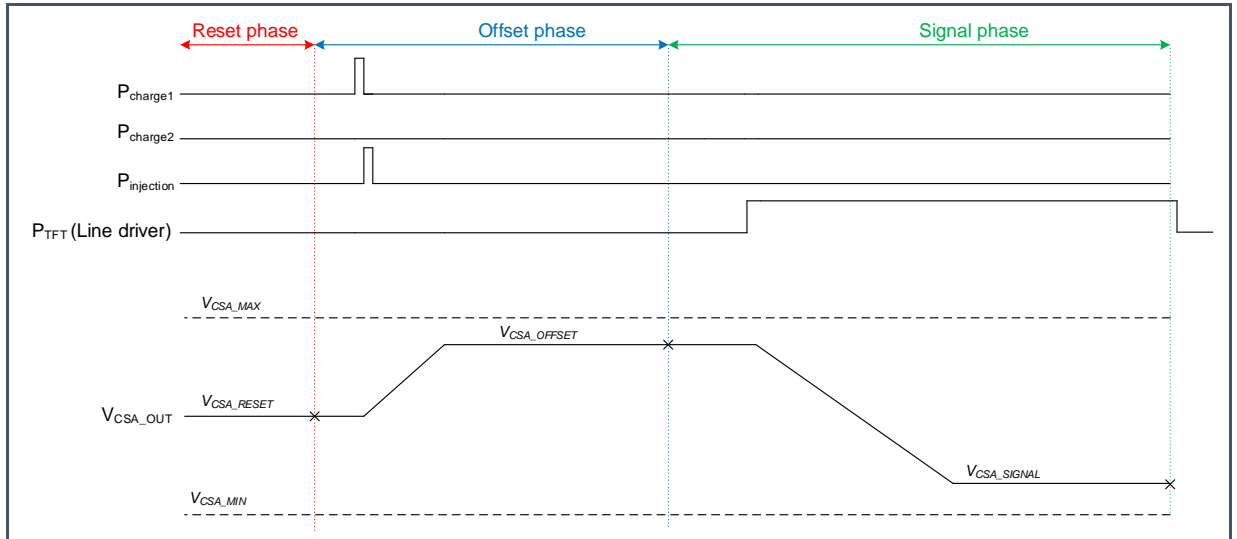 Reset phase
Offset phase
Signal phase
Pcharge1
Pcharge2
Pinjection
PTFT (Line driver)
VCSA_MAX
VCSA_OFFSET
VCSA_RESET
VCSA_OUT
VCSA_SIGNAL
VCSA_MIN